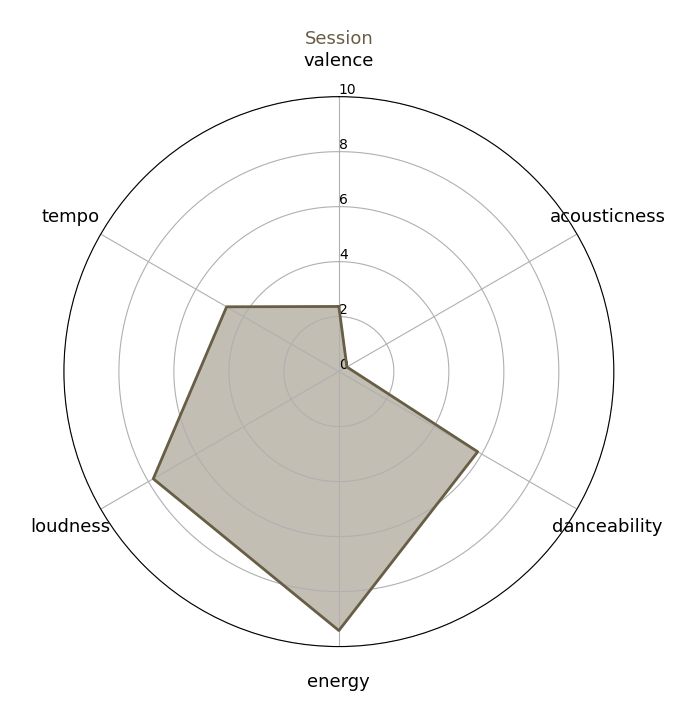 Session
valence
10
8
6
4
2
0
tempo
acousticness
loudness
danceability
energy